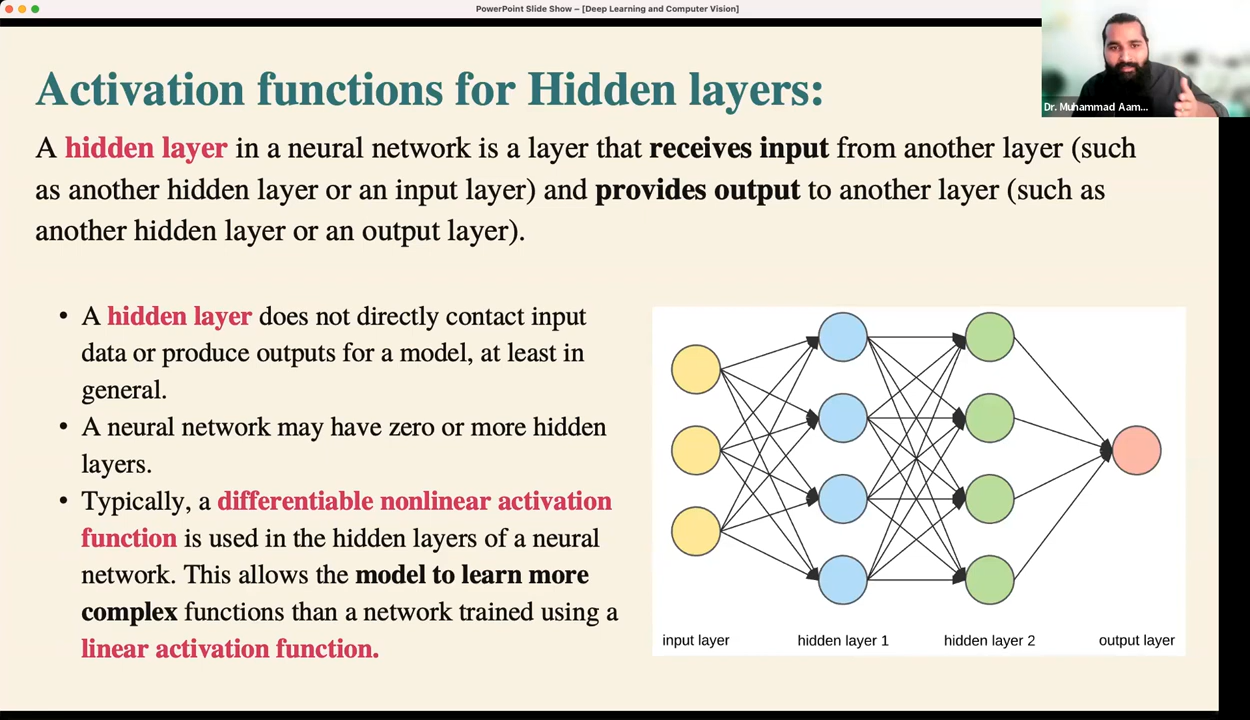 PowerPoint Slide Show – [Deep Learning and Computer Vision]
Dr. Muhammad Aam...
Activation functions for Hidden layers:
A hidden layer in a neural network is a layer that receives input from another layer (such
as another hidden layer or an input layer) and provides output to another layer (such as
another hidden layer or an output layer).
• A hidden layer does not directly contact input
data or produce outputs for a model, at least in
general.
• A neural network may have zero or more hidden
layers.
• Typically, a differentiable nonlinear activation
function is used in the hidden layers of a neural
network. This allows the model to learn more
complex functions than a network trained using a
linear activation function.
input layer
hidden layer 1
hidden layer 2
output layer